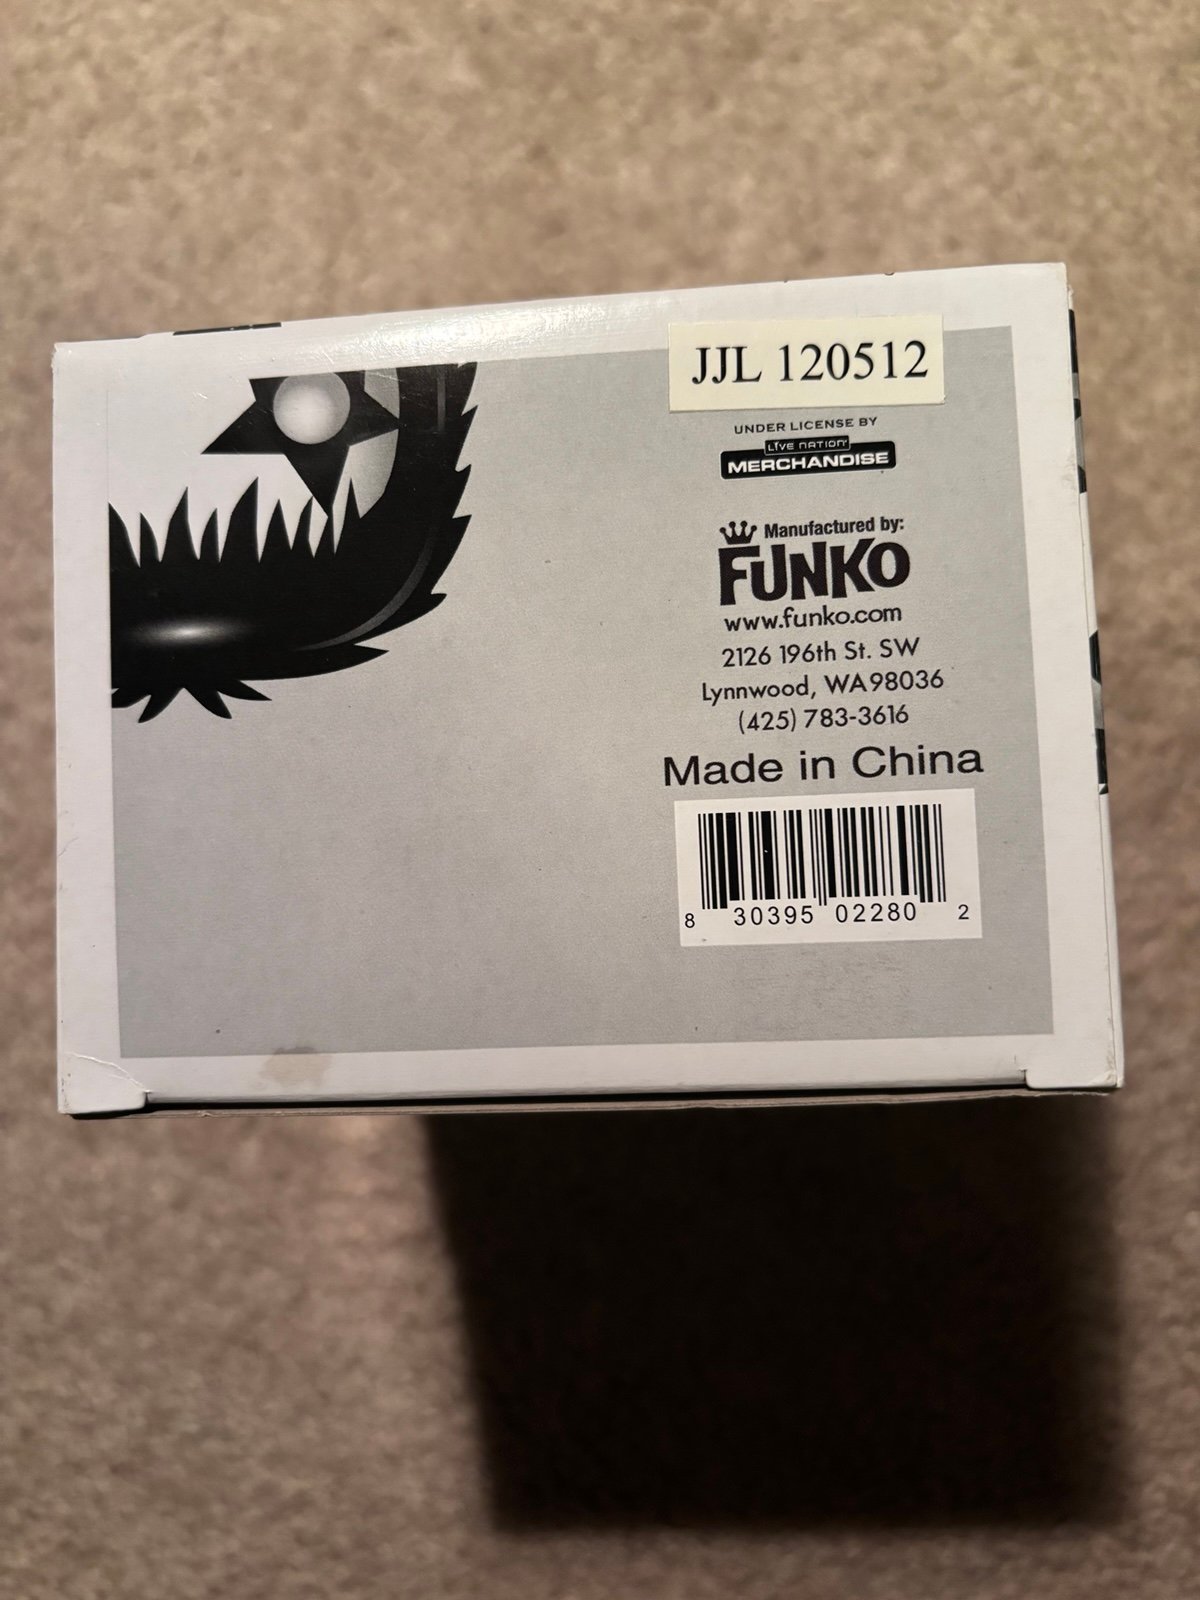 JJL 120512
UNDER LICENSE BY
LIVE NATION
MERCHANDISE
Manufactured by:
FUNKO
www.funko.com
2126 196th St. SW
Lynnwood, WA98036
(425) 783-3616
Made in China
8 30395 02280 2